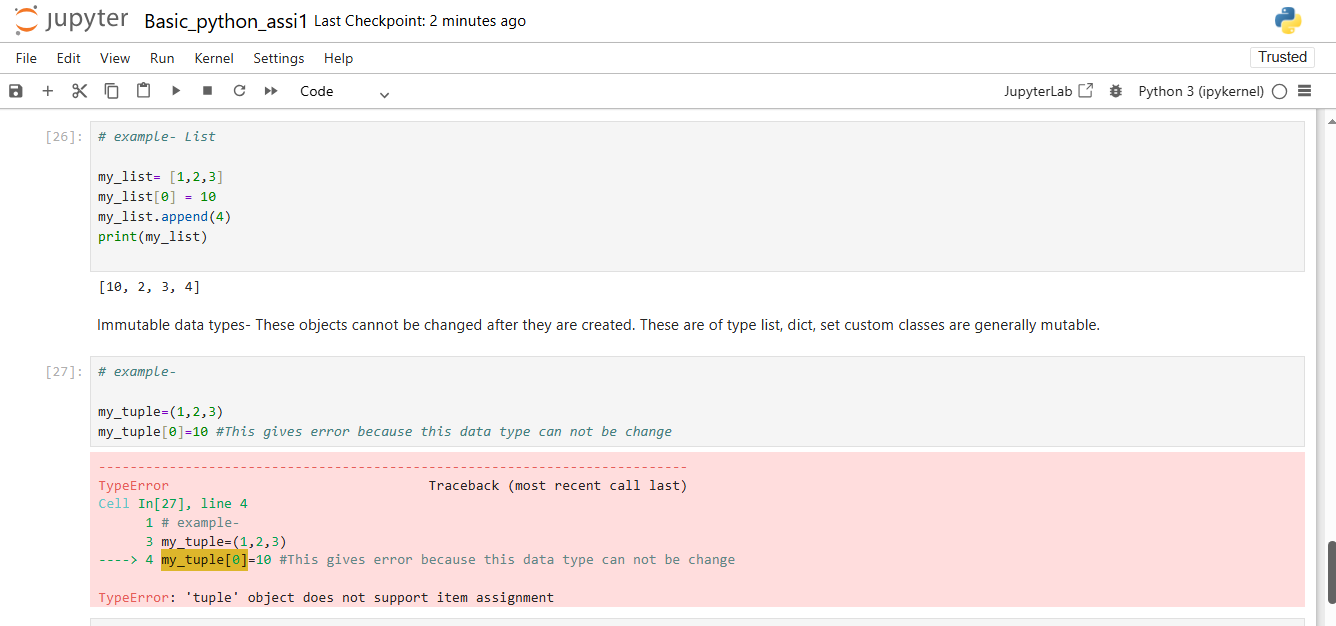 jupyter Basic_python_assi1 Last Checkpoint: 2 minutes ago
File Edit View Run Kernel Settings Help Trusted
Code JupyterLab Python 3 (ipykernel)
[26]: # example- List
my_list= [1,2,3]
my_list[0] = 10
my_list.append(4)
print(my_list)
[10, 2, 3, 4]
Immutable data types- These objects cannot be changed after they are created. These are of type list, dict, set custom classes are generally mutable.
[27]: # example-
my_tuple=(1,2,3)
my_tuple[0]=10 #This gives error because this data type can not be change
---------------------------------------------------------------------------
TypeError Traceback (most recent call last)
Cell In[27], line 4
1 # example-
3 my_tuple=(1,2,3)
----> 4 my_tuple[0]=10 #This gives error because this data type can not be change
TypeError: 'tuple' object does not support item assignment